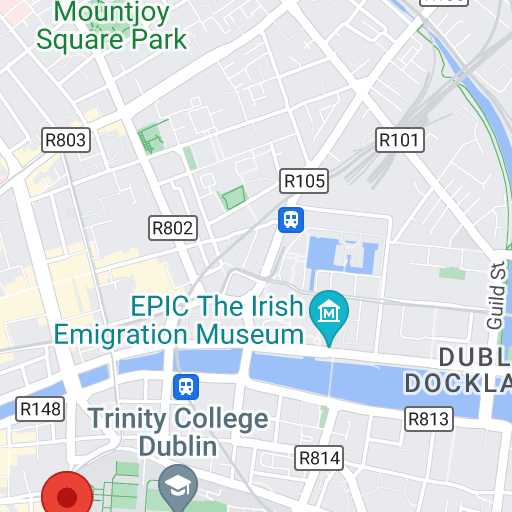 Mountjoy
Square Park
R803
R101
R105
R802
Guild St
EPIC The Irish
Emigration Museum
M
DUBL
DOCKLA
R148
Trinity College
Dublin
R813
R814